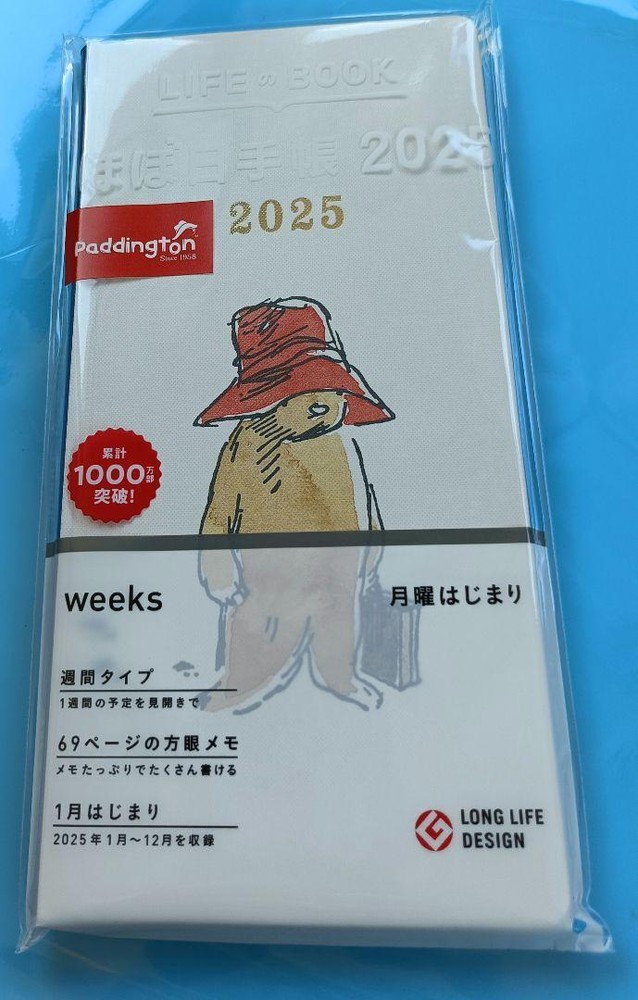 LIFEのBOOK
ほぼ日手帳 2025
2025
Paddington
Since 1958
累計
1000万部
突破!
weeks
月曜はじまり
週間タイプ
1週間の予定を見開きで
69ページの方眼メモ
メモたっぷりでたくさん書ける
1月はじまり
2025年1月〜12月を収録
LONG LIFE
DESIGN